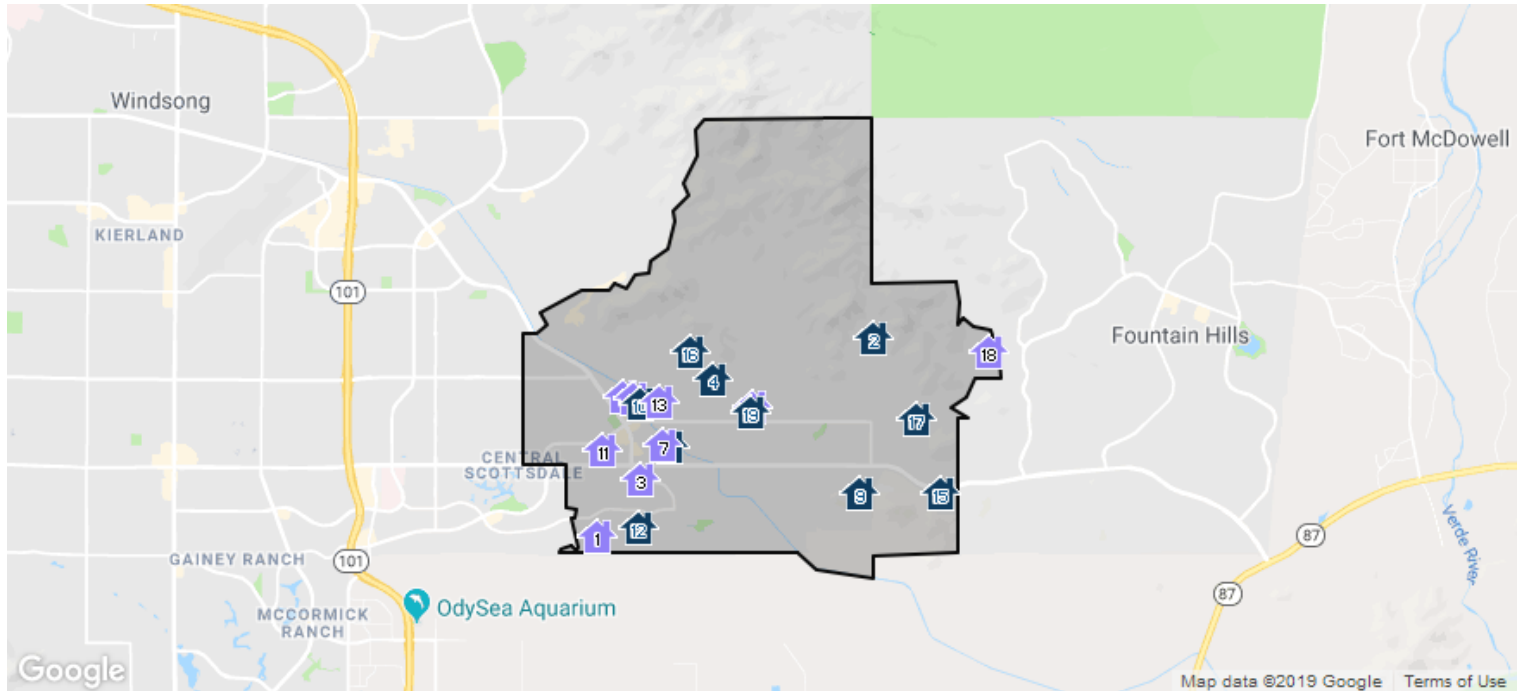 Windsong
Fort McDowell
KIERLAND
101
Fountain Hills
2
18
16
4
13
19
17
11
7
CENTRAL
SCOTTSDALE
3
9
15
12
1
Verde River
87
GAINEY RANCH
101
87
MCCORMICK
RANCH
OdySea Aquarium
Google
Map data ©2019 Google
Terms of Use